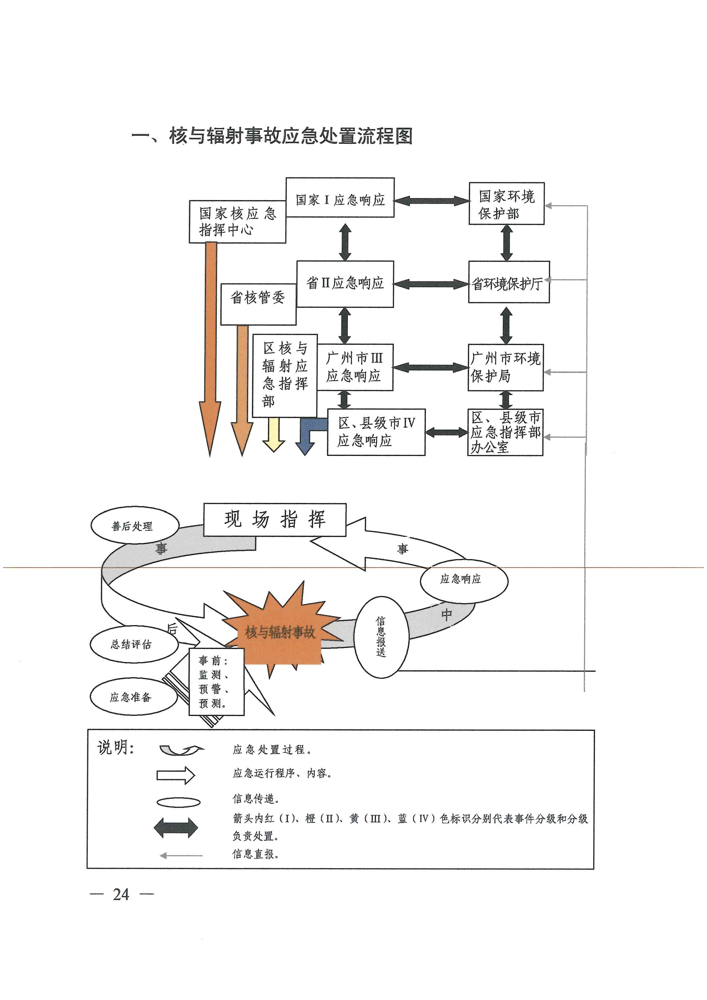 一、核与辐射事故应急处置流程图
国家 I 应急响应
国家环境
保护部
国家核应急
指挥中心
省II应急响应
省环境保护厅
省核管委
区核与
辐射应
急指挥
部
广州市III
应急响应
广州市环境
保护局
区、县级市IV
应急响应
区、县级市
应急指挥部
办公室
现场指挥
善后处理
事
事
应急响应
中
信息报送
核与辐射事故
后
总结评估
事前：
监测、
预警、
预测。
应急准备
说明：
应急处置过程。
应急运行程序、内容。
信息传递。
箭头内红（I）、橙（II）、黄（III）、蓝（IV）色标识分别代表事件分级和分级
负责处置。
信息直报。
— 24 —